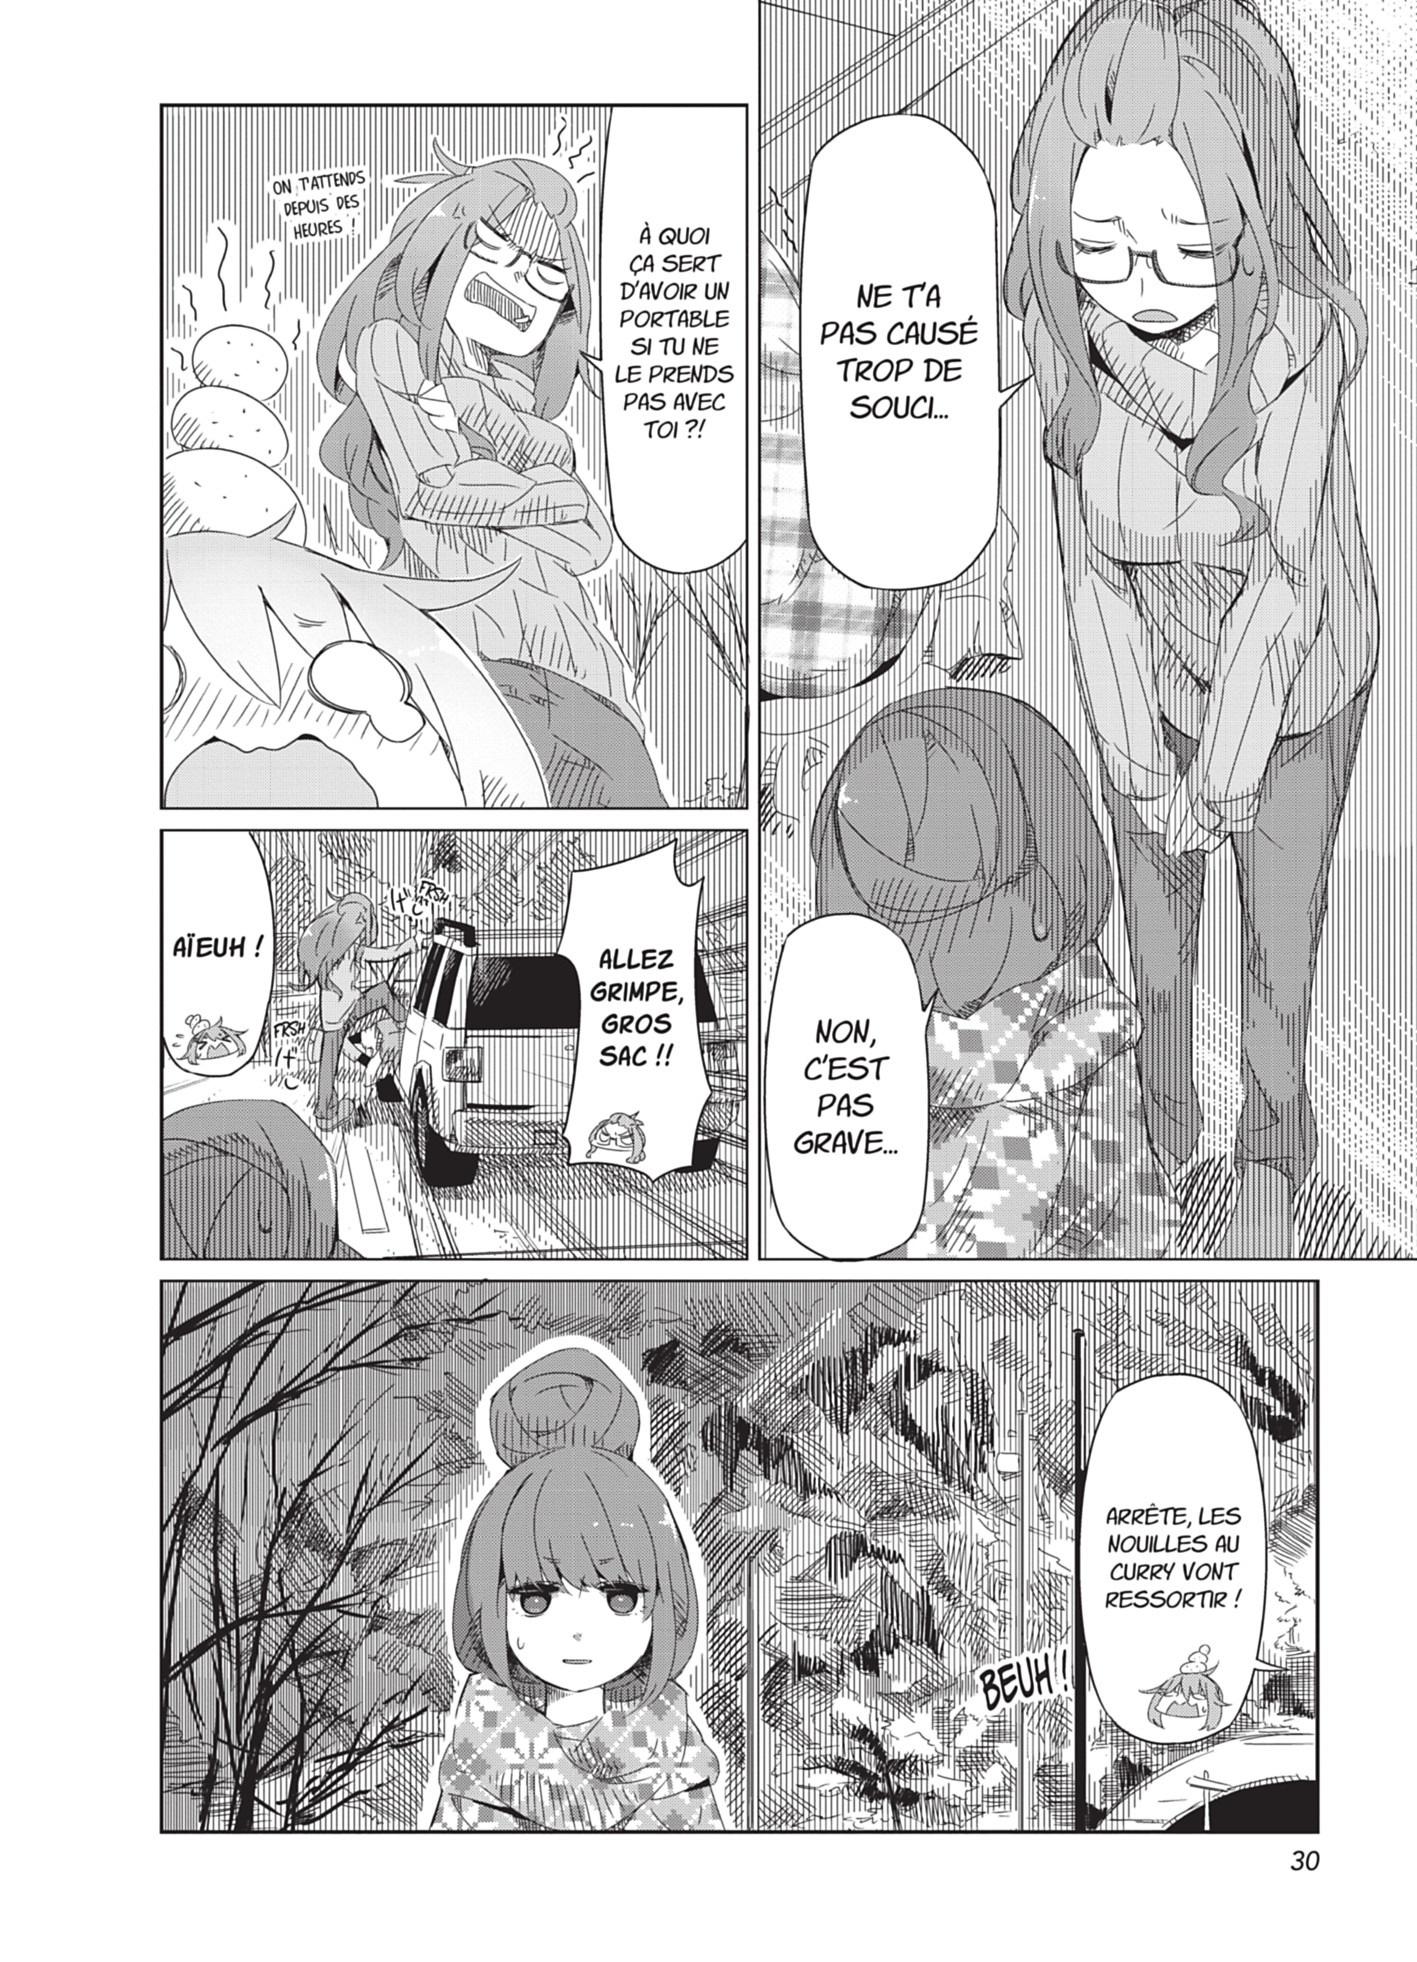 NE T'A
PAS CAUSÉ
TROP DE
SOUCI...
NON,
C'EST
PAS
GRAVE...
À QUOI
ÇA SERT
D'AVOIR UN
PORTABLE
SI TU NE
LE PRENDS
PAS AVEC
TOI ?!
ON T'ATTENDS
DEPUIS DES
HEURES !
ALLEZ
GRIMPE,
GROS
SAC !!
FRSH
FRSH
AÏEUH !
ARRÊTE, LES
NOUILLES AU
CURRY VONT
RESSORTIR !
BEUH !
30